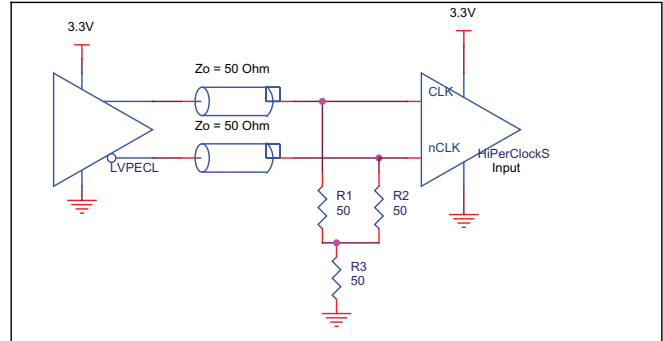 3.3V
3.3V
Zo = 50 Ohm
CLK
Zo = 50 Ohm
nCLK
HiPerClockS
Input
LVPECL
R1
50
R2
50
R3
50